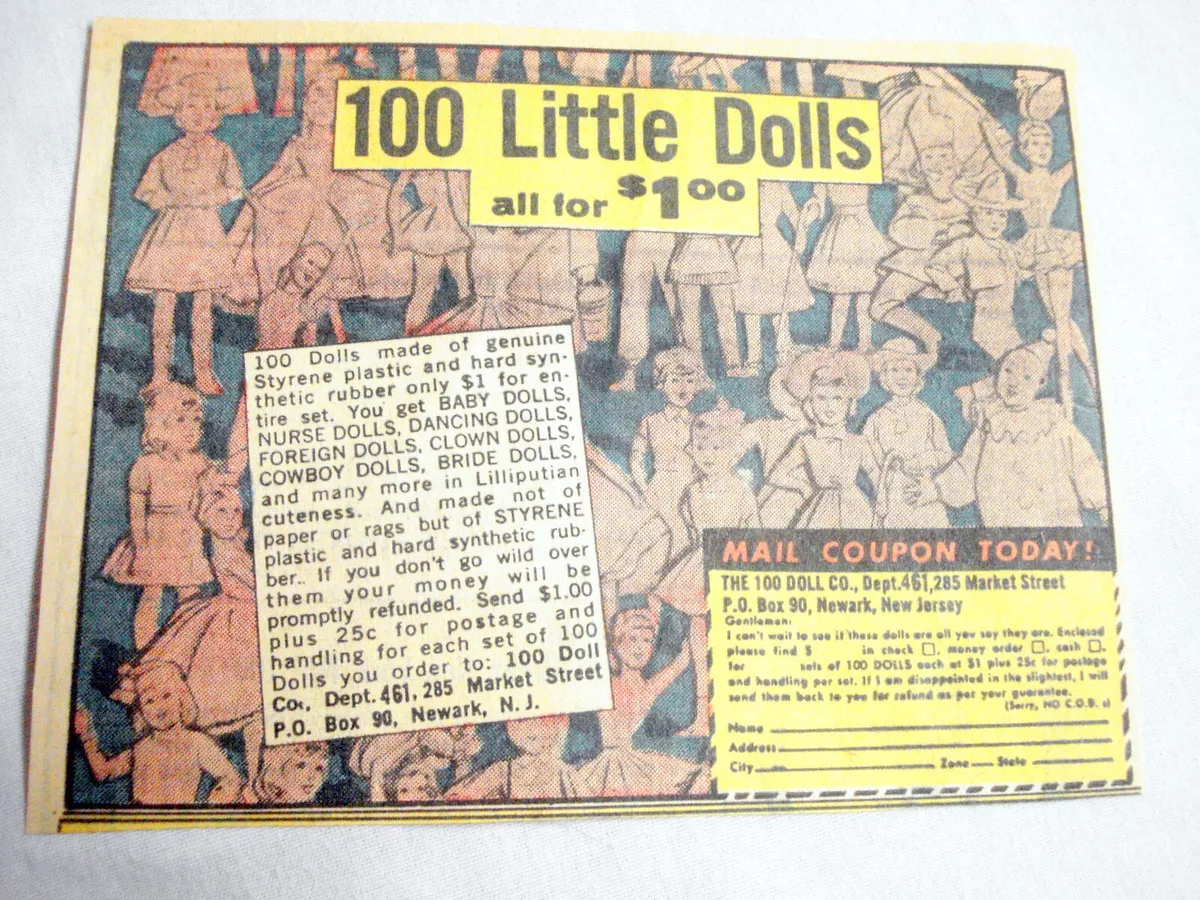 100 Little Dolls
all for $1.00
100 Dolls made of genuine
Styrene plastic and hard syn-
thetic rubber only $1 for en-
tire set. You get BABY DOLLS,
NURSE DOLLS, DANCING DOLLS,
FOREIGN DOLLS, CLOWN DOLLS,
COWBOY DOLLS, BRIDE DOLLS,
and many more in Lilliputian
cuteness. And made not of
paper or rags but of STYRENE
plastic and hard synthetic rub-
ber.. If you don't go wild over
them your money will be
promptly refunded. Send $1.00
plus 25c for postage and
handling for each set of 100
Dolls you order to: 100 Doll
Co., Dept. 461, 285 Market Street
P.O. Box 90, Newark, N. J.
MAIL COUPON TODAY!
THE 100 DOLL CO., Dept. 461, 285 Market Street
P.O. Box 90, Newark, New Jersey
Gentlemen:
I can't wait to see if these dolls are all you say they are. Enclosed
please find $ in check □, money order □, cash □,
for sets of 100 DOLLS each at $1 plus 25c for postage
and handling per set. If I am disappointed in the slightest, I will
send them back to you for refund as per your guarantee.
(Sorry, NO C.O.D.s)
Name
Address
City Zone State